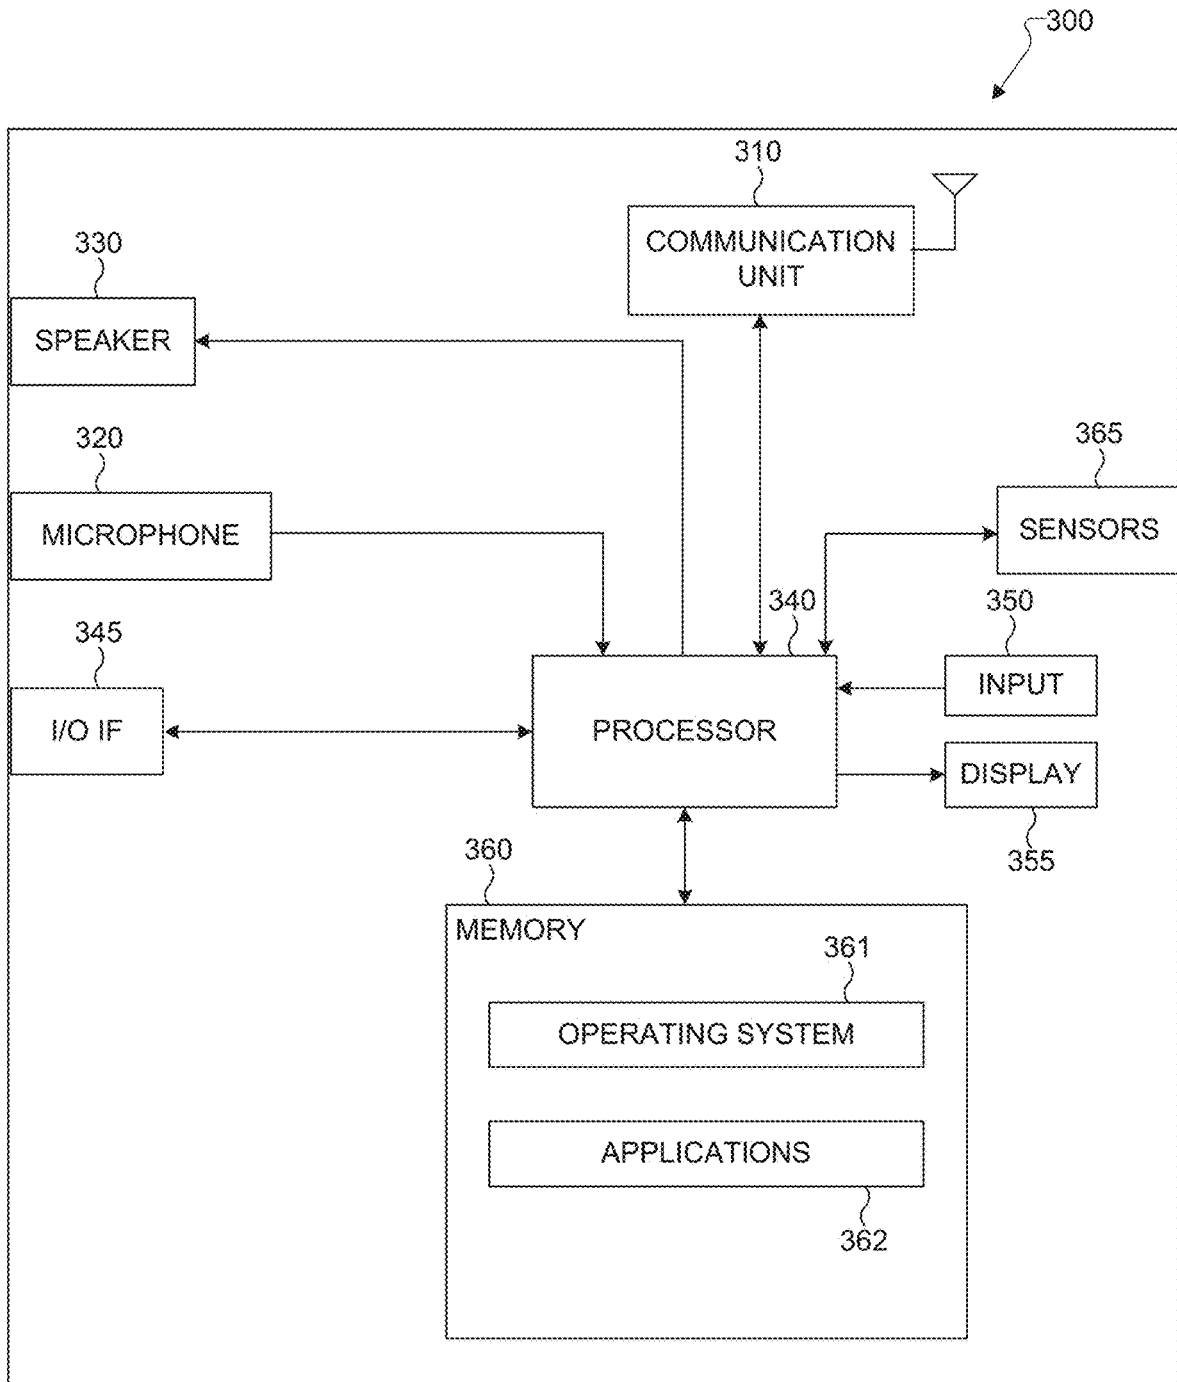 300
310
COMMUNICATION
UNIT
330
SPEAKER
320
MICROPHONE
365
SENSORS
345
I/O IF
340
PROCESSOR
350
INPUT
DISPLAY
355
360
MEMORY
361
OPERATING SYSTEM
APPLICATIONS
362